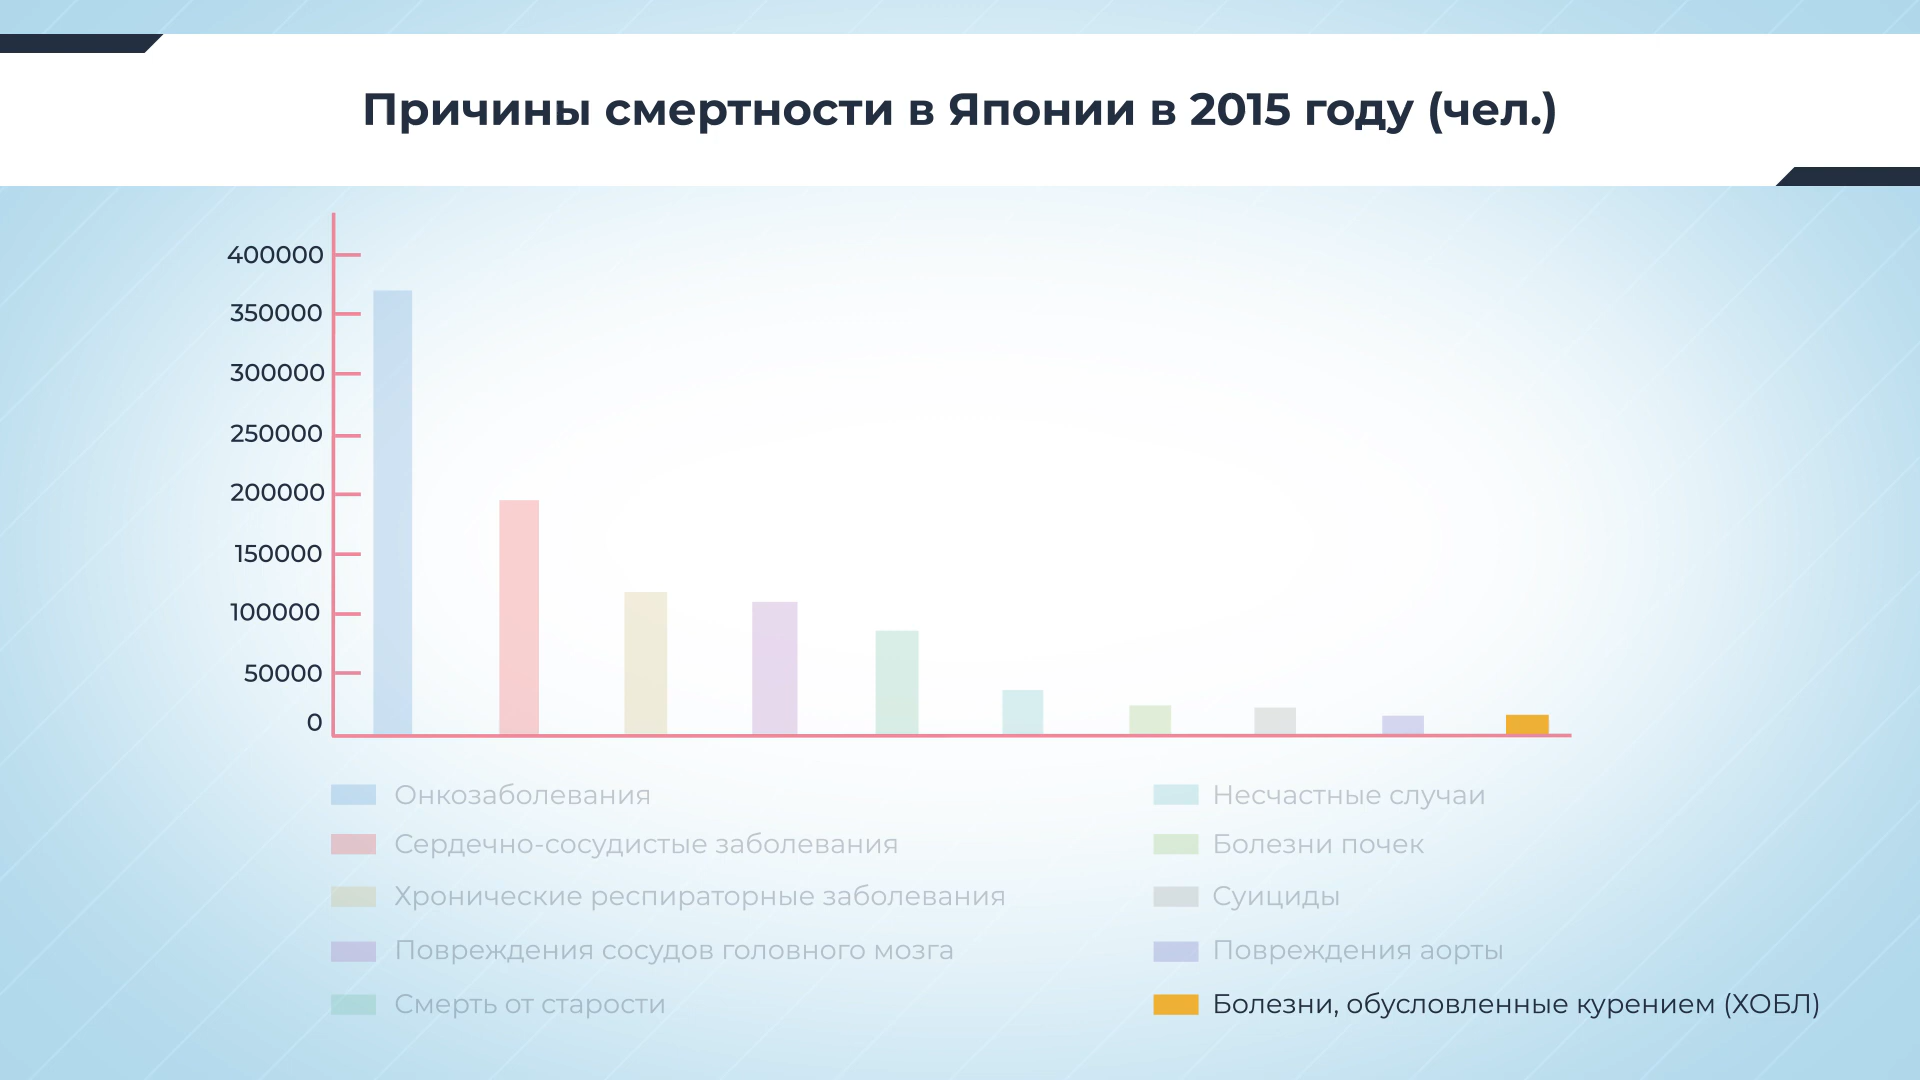 Причины смертности в Японии в 2015 году (чел.)
400000
350000
300000
250000
200000
150000
100000
50000
0
Онкозаболевания
Сердечно-сосудистые заболевания
Хронические респираторные заболевания
Повреждения сосудов головного мозга
Смерть от старости
Несчастные случаи
Болезни почек
Суициды
Повреждения аорты
Болезни, обусловленные курением (ХОБЛ)